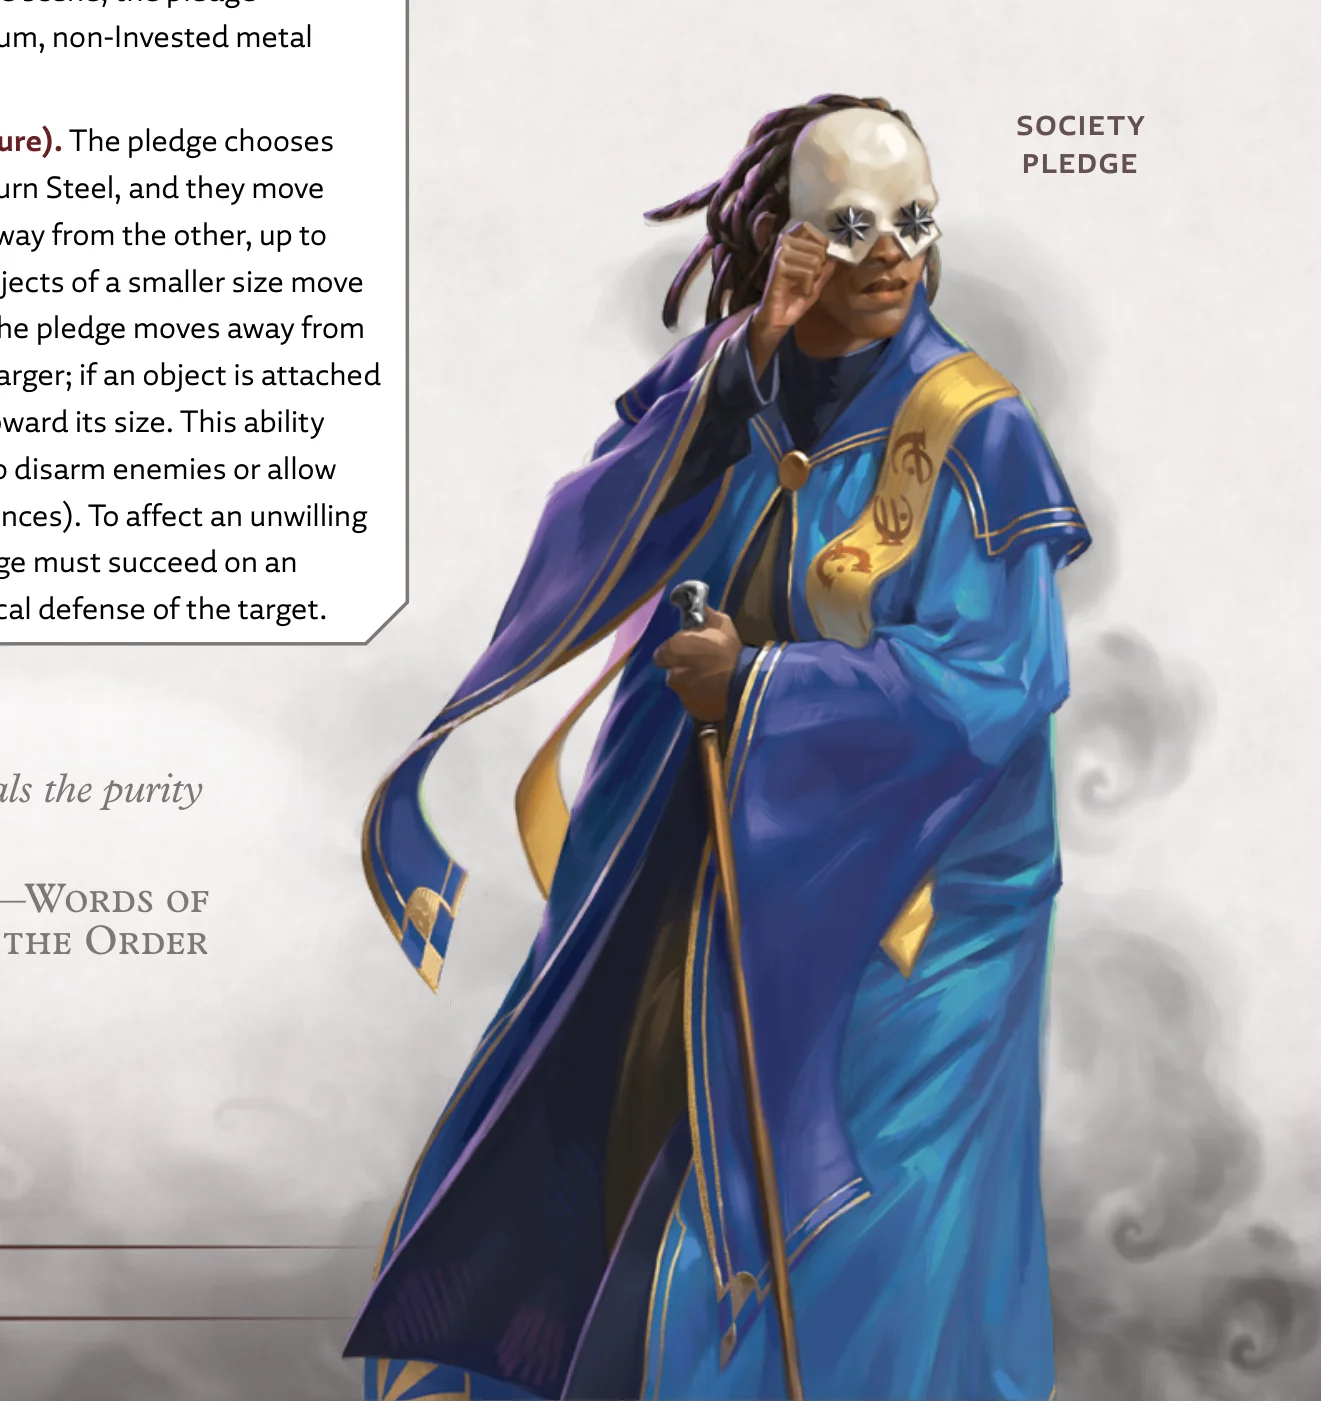 um, non-Invested metal
ure). The pledge chooses
urn Steel, and they move
way from the other, up to
jects of a smaller size move
he pledge moves away from
arger; if an object is attached
oward its size. This ability
o disarm enemies or allow
nces). To affect an unwilling
ge must succeed on an
cal defense of the target.
SOCIETY
PLEDGE
als the purity
—WORDS OF
THE ORDER